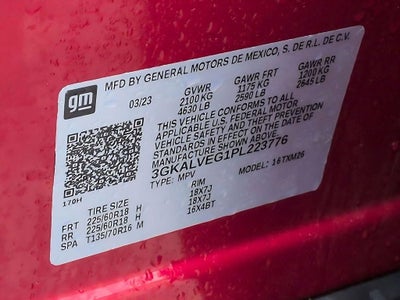 gm
MFD BY GENERAL MOTORS DE MEXICO, S. DE R.L. DE C.V.
03/23 GVWR GAWR FRT GAWR RR
2100 KG 1175 KG 1200 KG
4630 LB 2590 LB 2645 LB
THIS VEHICLE CONFORMS TO ALL
APPLICABLE U.S. FEDERAL MOTOR
VEHICLE SAFETY AND THEFT PREVENTION
STANDARDS IN EFFECT ON THE DATE OF
MANUFACTURE SHOWN ABOVE.
3GKALVEG1PL223776
TYPE: MPV MODEL: 16TXM26
170H
TIRE SIZE RIM
FRT 225/60R18 H 18X7J
RR 225/60R18 H 18X7J
SPA T135/70R16 M 16X4BT